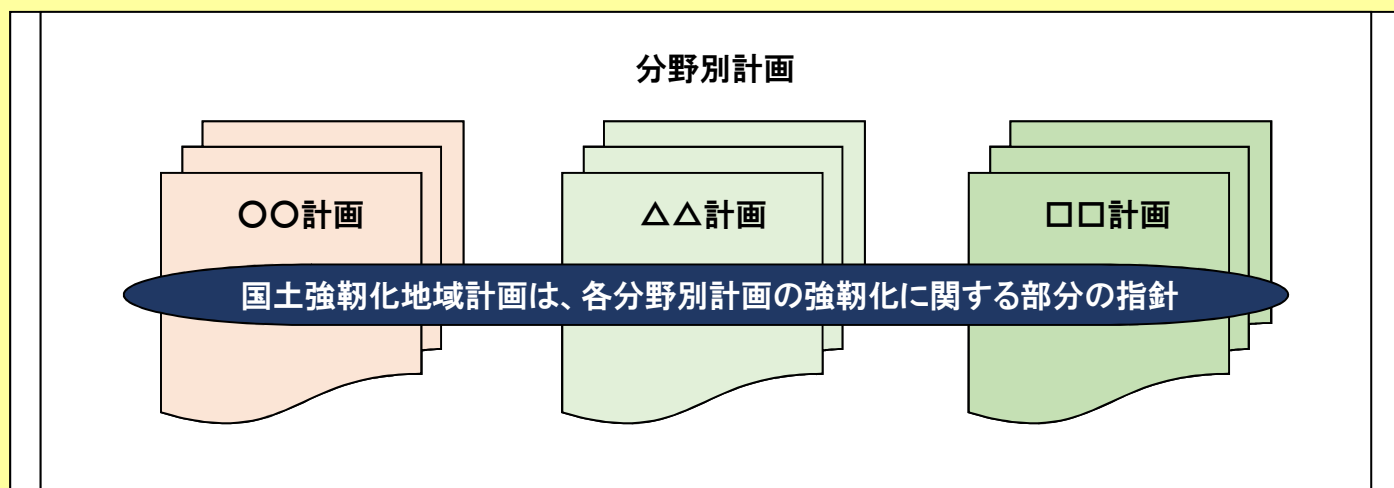 分野別計画
〇〇計画
△△計画
□□計画
国土強靭化地域計画は、各分野別計画の強靭化に関する部分の指針